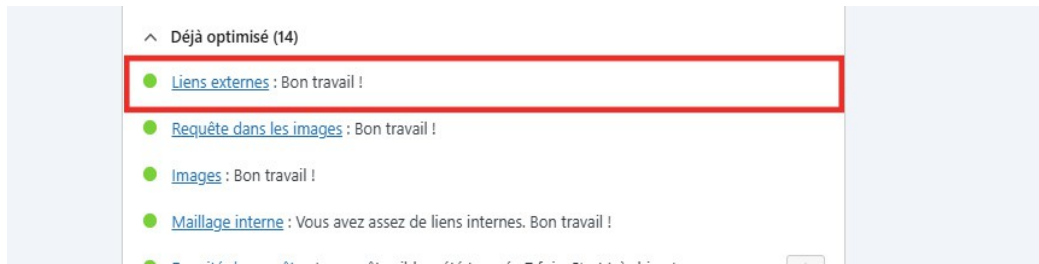 Déjà optimisé (14)
Liens externes : Bon travail !
Requête dans les images : Bon travail !
Images : Bon travail !
Maillage interne : Vous avez assez de liens internes. Bon travail !